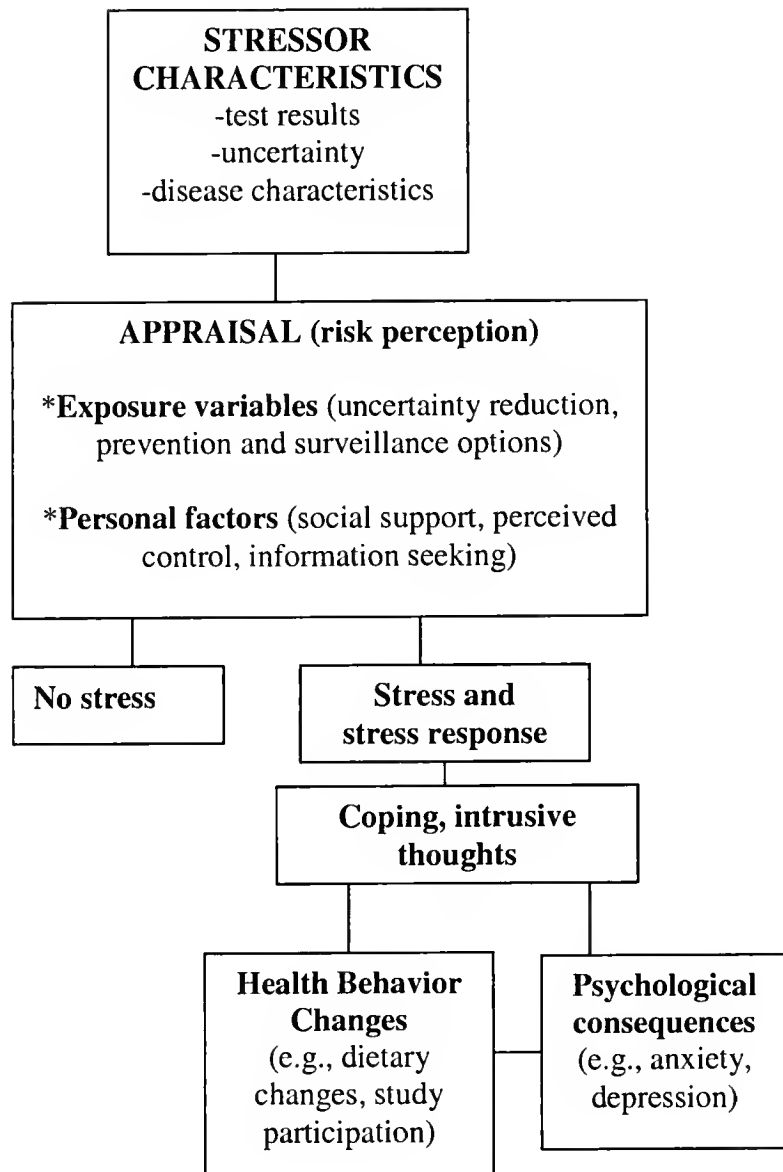 STRESSOR
CHARACTERISTICS
-test results
-uncertainty
-disease characteristics
APPRAISAL (risk perception)
*Exposure variables (uncertainty reduction,
prevention and surveillance options)
*Personal factors (social support, perceived
control, information seeking)
No stress
Stress and
stress response
Coping, intrusive
thoughts
Health Behavior
Changes
(e.g., dietary
changes, study
participation)
Psychological
consequences
(e.g., anxiety,
depression)